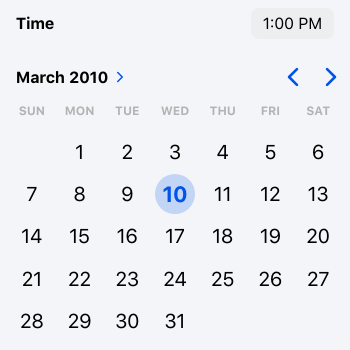 Time 1:00 PM
March 2010
SUN MON TUE WED THU FRI SAT
1 2 3 4 5 6
7 8 9 10 11 12 13
14 15 16 17 18 19 20
21 22 23 24 25 26 27
28 29 30 31